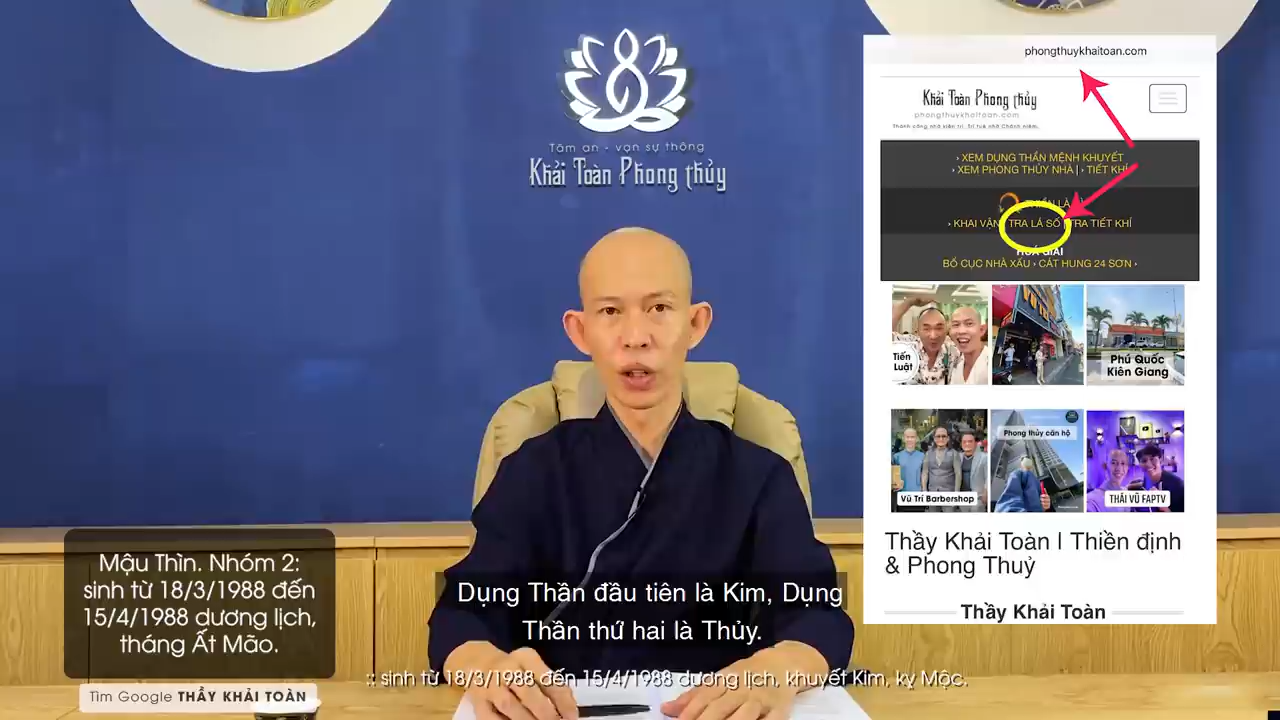 Tâm an - vạn sự thông
Khải Toàn Phong thủy
phongthuykhaitoan.com
Khải Toàn Phong thủy
phongthuykhaitoan.com
› XEM DỤNG THẦN MỆNH KHUYẾT
› XEM PHONG THỦY NHÀ | › TIẾT KHÍ
› KHAI VẬN TRA LÁ SỐ TRA TIẾT KHÍ
HOÁ GIẢI
BỐ CỤC NHÀ XẤU › CÁT HUNG 24 SƠN ›
Tiến
Luật
Phú Quốc
Kiên Giang
Vũ Trí Barbershop
Phong thủy căn hộ
THÁI VŨ FAPTV
Thầy Khải Toàn | Thiền định
& Phong Thuỷ
Thầy Khải Toàn
Mậu Thìn. Nhóm 2:
sinh từ 18/3/1988 đến
15/4/1988 dương lịch,
tháng Ất Mão.
Dụng Thần đầu tiên là Kim, Dụng
Thần thứ hai là Thủy.
:: sinh từ 18/3/1988 đến 15/4/1988 dương lịch, khuyết Kim, kỵ Mộc.
Tìm Google THẦY KHẢI TOÀN